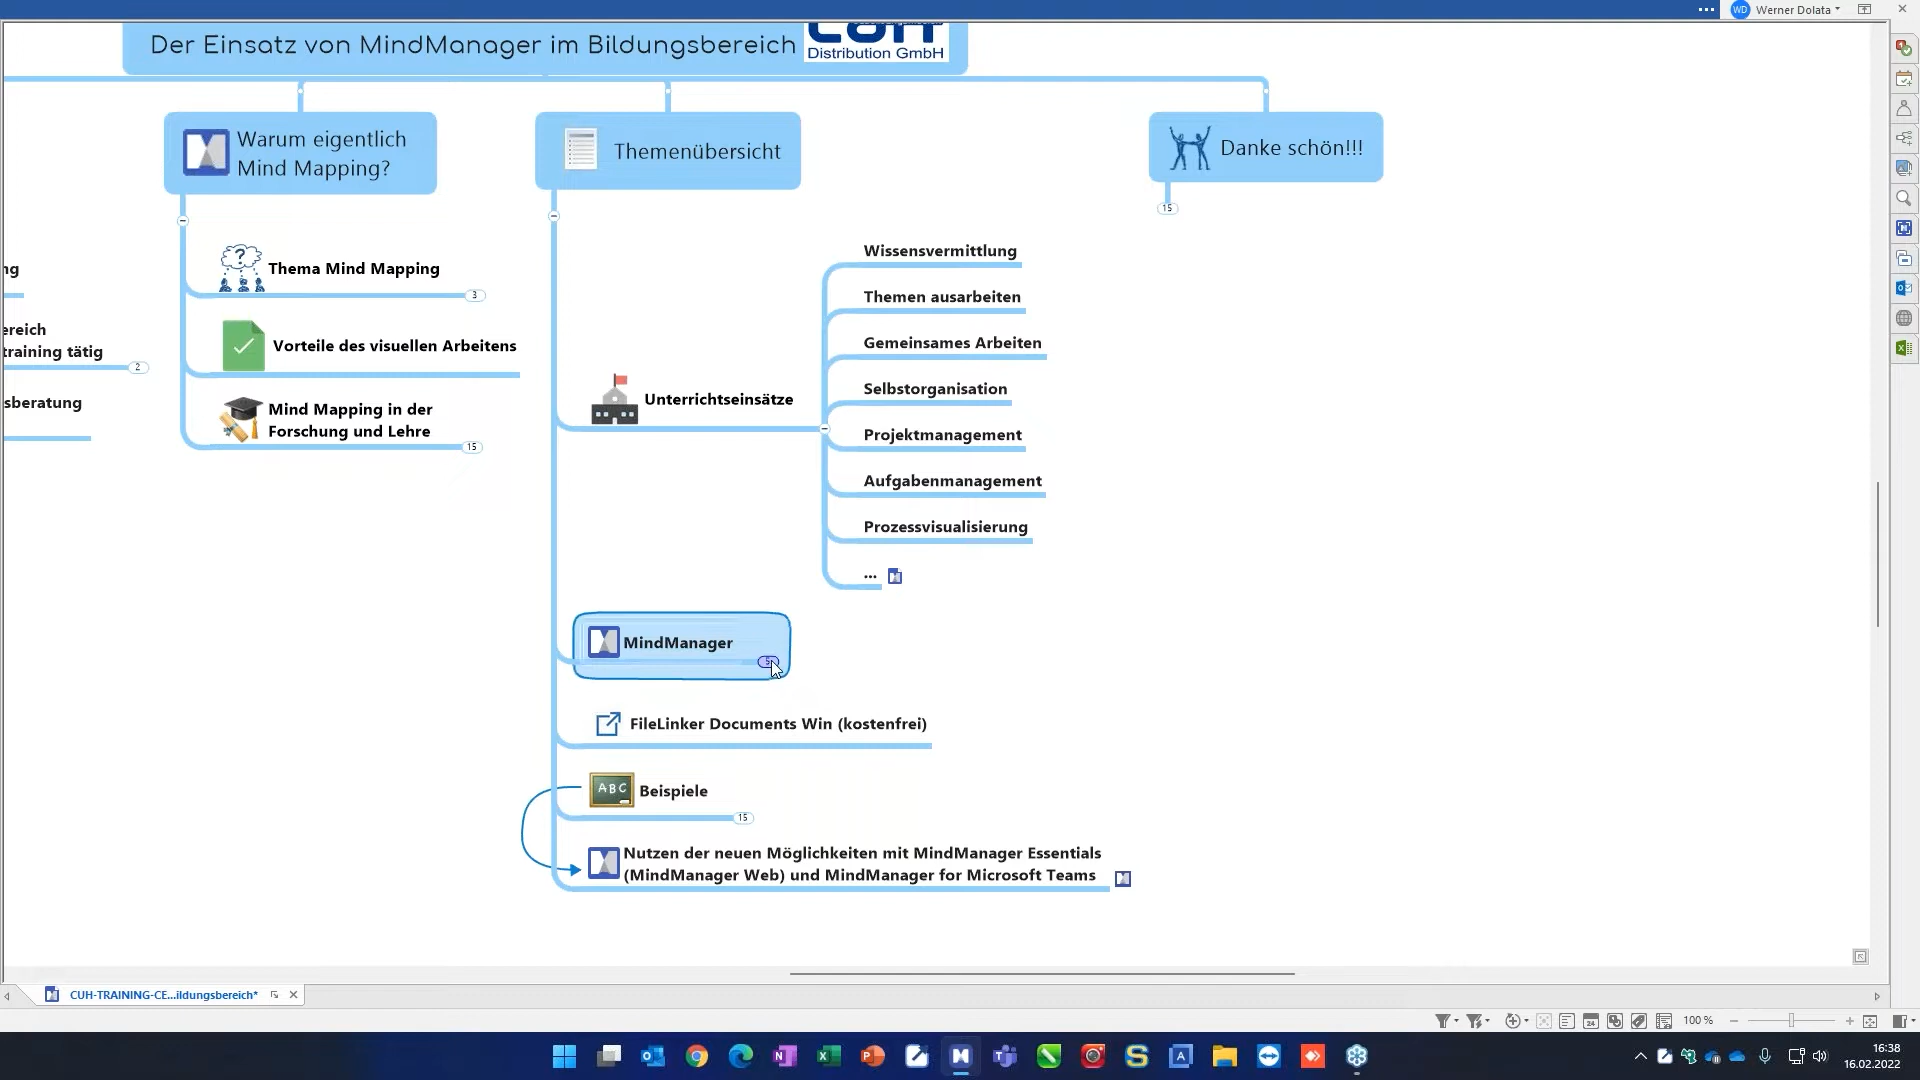 Werner Dolata
WD
Der Einsatz von MindManager im Bildungsbereich
CUH
Distribution GmbH
Warum eigentlich
Mind Mapping?
Themenübersicht
Danke schön!!!
15
ng
ereich
training tätig
2
sberatung
Thema Mind Mapping
3
Vorteile des visuellen Arbeitens
Mind Mapping in der
Forschung und Lehre
15
Unterrichtseinsätze
Wissensvermittlung
Themen ausarbeiten
Gemeinsames Arbeiten
Selbstorganisation
Projektmanagement
Aufgabenmanagement
Prozessvisualisierung
...
MindManager
FileLinker Documents Win (kostenfrei)
ABC
Beispiele
15
Nutzen der neuen Möglichkeiten mit MindManager Essentials
(MindManager Web) und MindManager for Microsoft Teams
CUH-TRAINING-CE...ildungsbereich*
100 %
16:38
16.02.2022